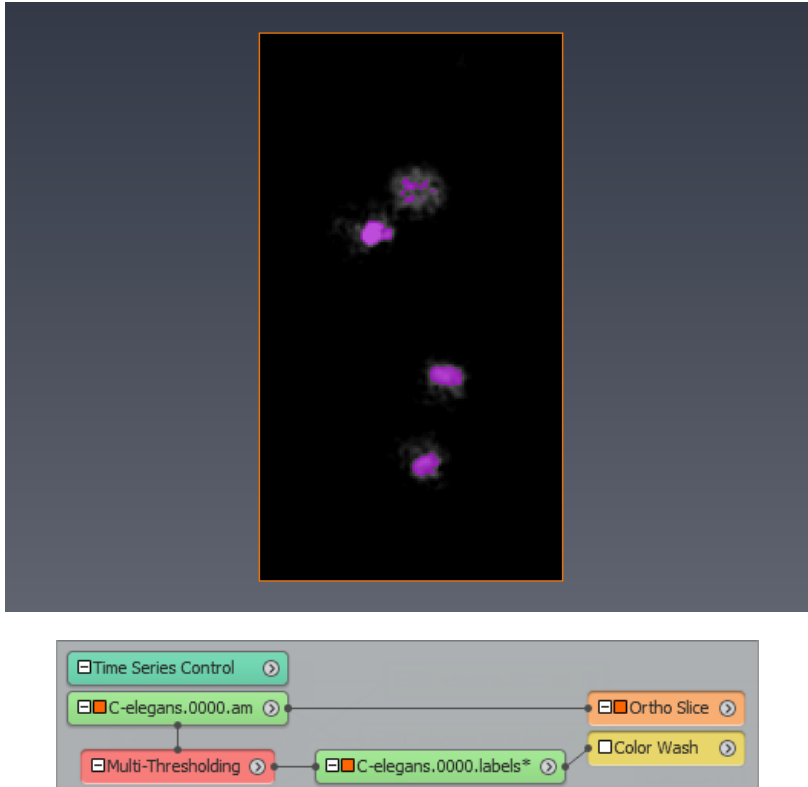 Time Series Control
C-elegans.0000.am
Ortho Slice
Color Wash
Multi-Thresholding
C-elegans.0000.labels*